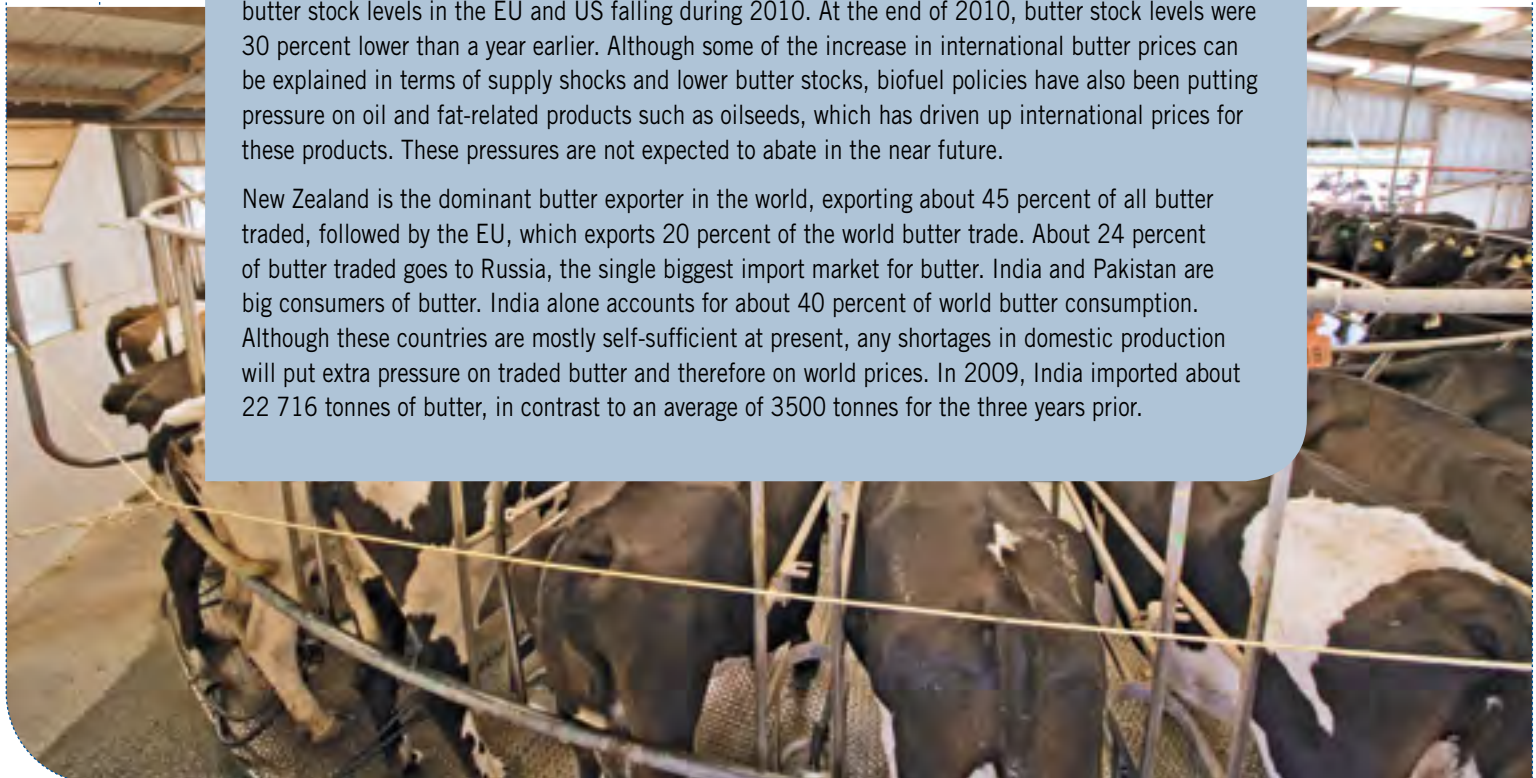 butter stock levels in the EU and US falling during 2010. At the end of 2010, butter stock levels were
30 percent lower than a year earlier. Although some of the increase in international butter prices can
be explained in terms of supply shocks and lower butter stocks, biofuel policies have also been putting
pressure on oil and fat-related products such as oilseeds, which has driven up international prices for
these products. These pressures are not expected to abate in the near future.
New Zealand is the dominant butter exporter in the world, exporting about 45 percent of all butter
traded, followed by the EU, which exports 20 percent of the world butter trade. About 24 percent
of butter traded goes to Russia, the single biggest import market for butter. India and Pakistan are
big consumers of butter. India alone accounts for about 40 percent of world butter consumption.
Although these countries are mostly self-sufficient at present, any shortages in domestic production
will put extra pressure on traded butter and therefore on world prices. In 2009, India imported about
22 716 tonnes of butter, in contrast to an average of 3500 tonnes for the three years prior.